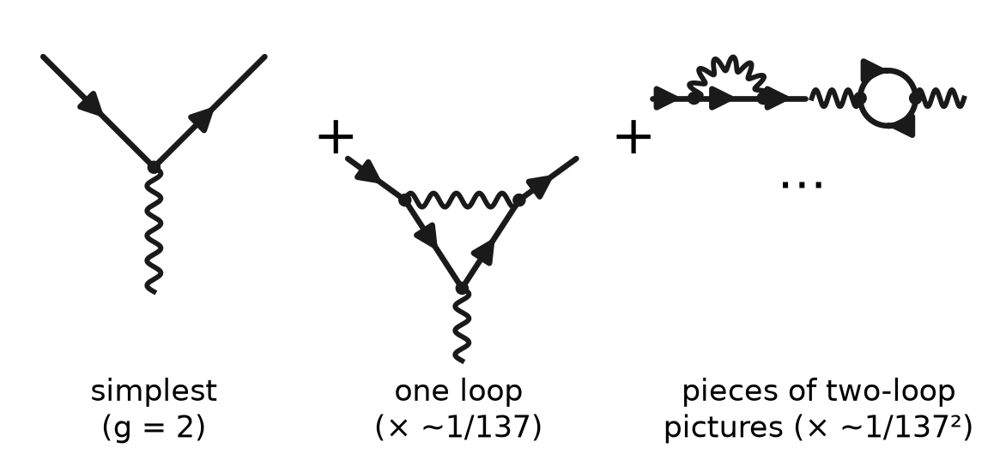 +
+
...
simplest
(g = 2)
one loop
(× ~1/137)
pieces of two-loop
pictures (× ~1/137²)